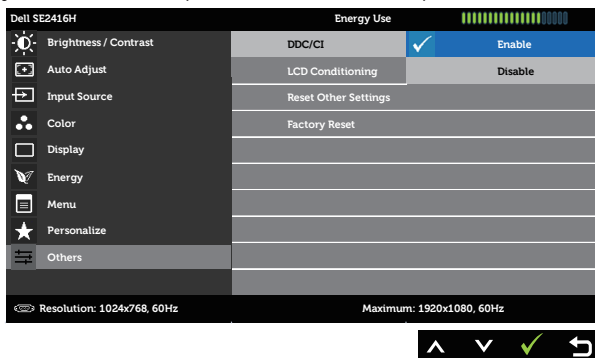 Dell SE2416H Energy Use
Brightness / Contrast DDC/CI Enable
Auto Adjust LCD Conditioning Disable
Input Source Reset Other Settings
Color Factory Reset
Display
Energy
Menu
Personalize
Others
Resolution: 1024x768, 60Hz Maximum: 1920x1080, 60Hz